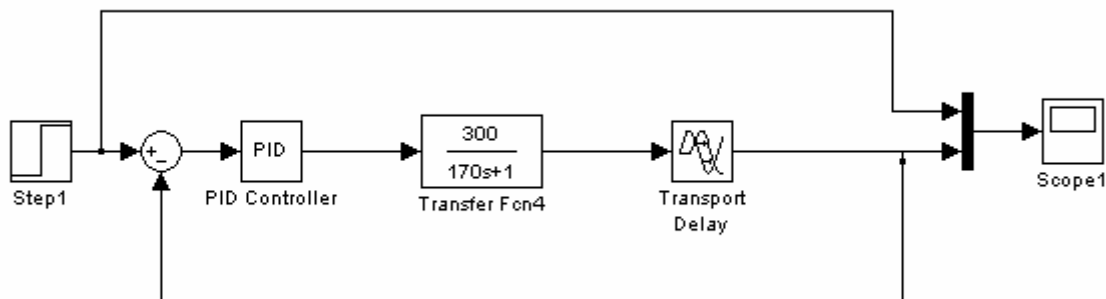 Step1
+
-
PID
PID Controller
300
170s+1
Transfer Fcn4
Transport
Delay
Scope1